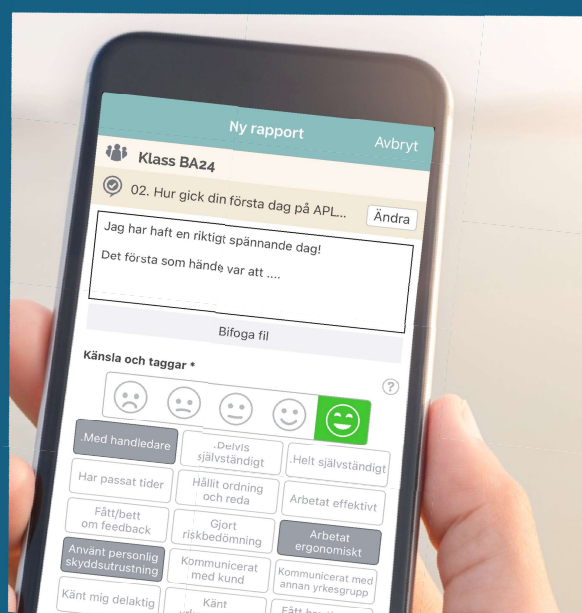 Ny rapport
Avbryt
Klass BA24
02. Hur gick din första dag på APL...
Ändra
Jag har haft en riktigt spännande dag!
Det första som hände var att ....
Bifoga fil
Känsla och taggar *
?
.Med handledare
.Delvis
självständigt
.Helt självständigt
Har passat tider
Hållit ordning
och reda
Arbetat effektivt
Fått/bett
om feedback
Gjort
riskbedömning
Arbetat
ergonomiskt
Använt personlig
skyddsutrustning
Kommunicerat
med kund
Kommunicerat med
annan yrkesgrupp
Känt mig delaktig
Känt
Fått